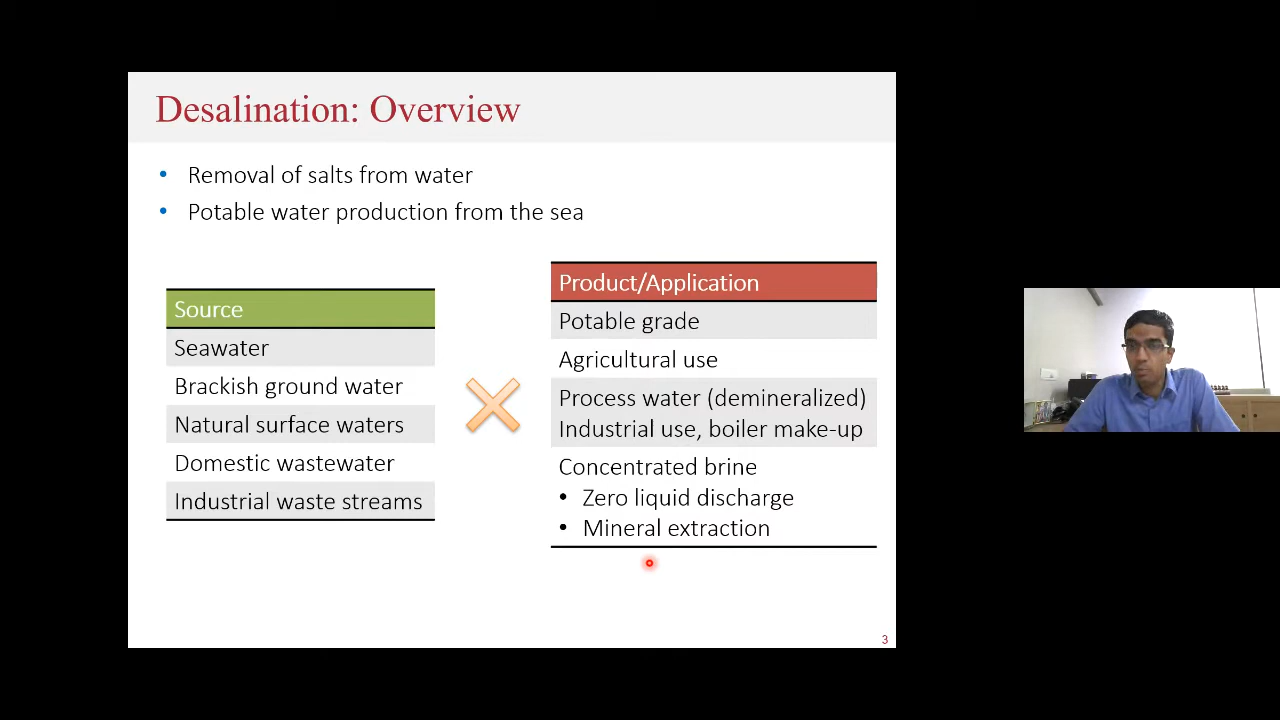 Desalination: Overview
• Removal of salts from water
• Potable water production from the sea
Source
Seawater
Brackish ground water
Natural surface waters
Domestic wastewater
Industrial waste streams
Product/Application
Potable grade
Agricultural use
Process water (demineralized)
Industrial use, boiler make-up
Concentrated brine
• Zero liquid discharge
• Mineral extraction
3